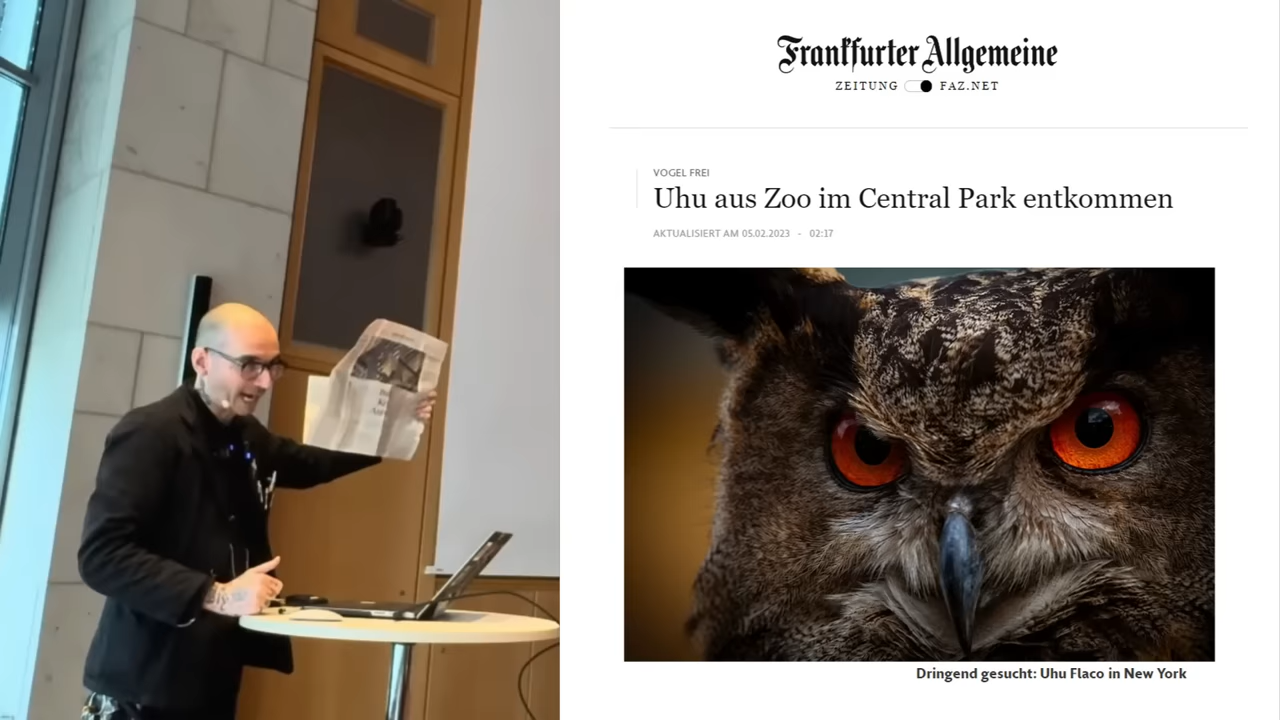 Frankfurter Allgemeine
ZEITUNG FAZ.NET
VOGEL FREI
Uhu aus Zoo im Central Park entkommen
AKTUALISIERT AM 05.02.2023 - 02:17
Dringend gesucht: Uhu Flaco in New York